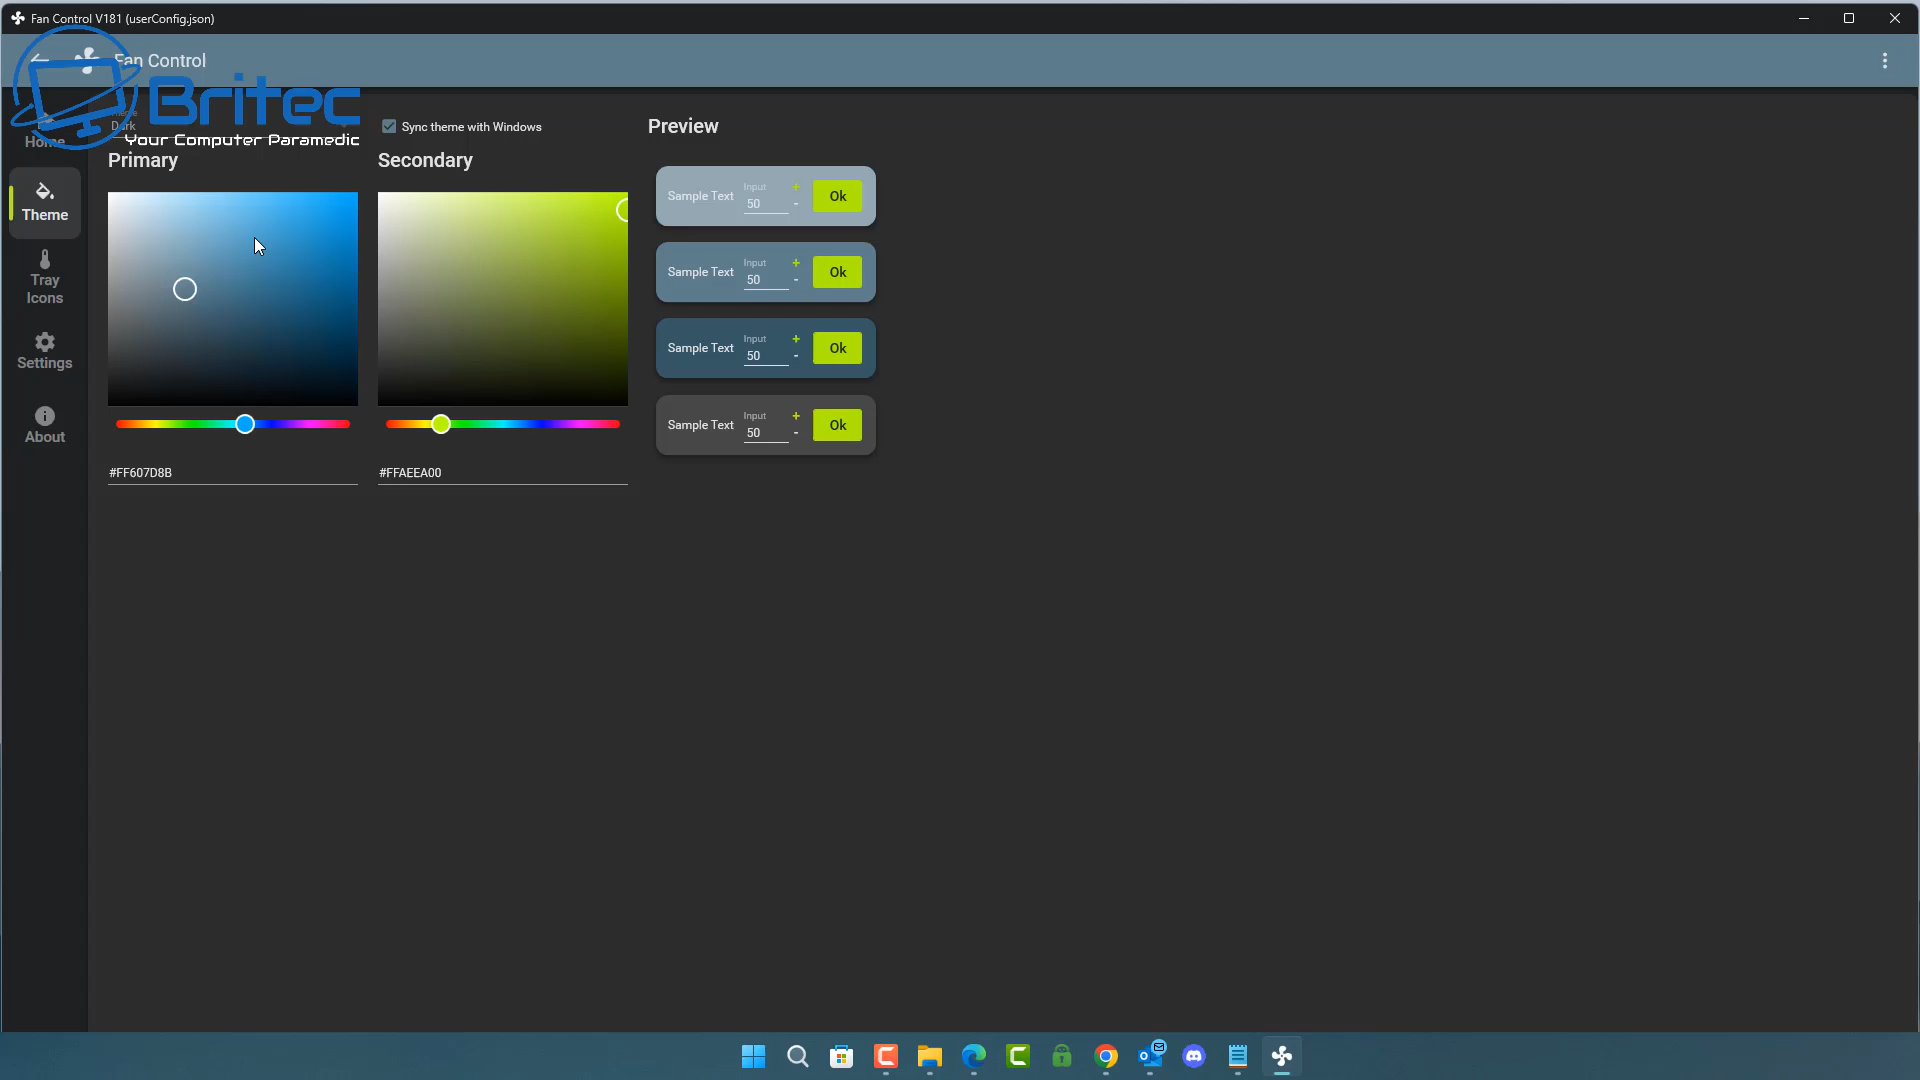 Fan Control V181 (userConfig.json)
Fan Control
Britec
Your Computer Paramedic
Home
Theme
Dark
Sync theme with Windows
Primary
Secondary
Preview
Theme
Tray
Icons
Settings
About
#FF607D8B
#FFAEEA00
Sample Text
Input
50
+
-
Ok
Sample Text
Input
50
+
-
Ok
Sample Text
Input
50
+
-
Ok
Sample Text
Input
50
+
-
Ok